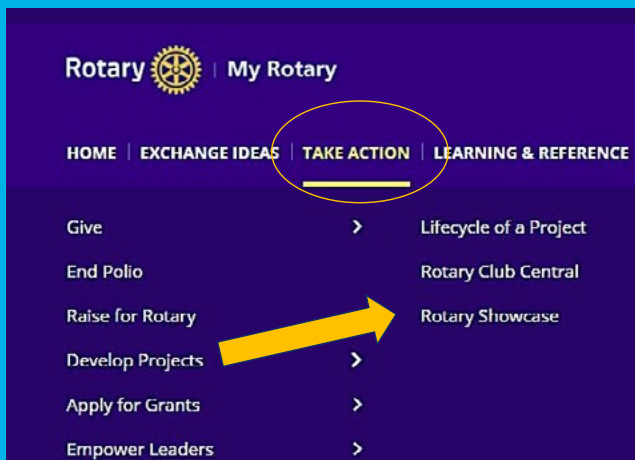 Rotary | My Rotary
HOME | EXCHANGE IDEAS | TAKE ACTION | LEARNING & REFERENCE
Give >
End Polio
Raise for Rotary
Develop Projects >
Apply for Grants >
Empower Leaders >
Lifecycle of a Project
Rotary Club Central
Rotary Showcase